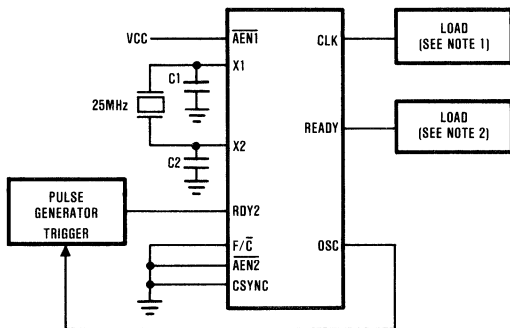 VCC
AEN1
CLK
LOAD
(SEE NOTE 1)
X1
C1
25MHz
READY
LOAD
(SEE NOTE 2)
X2
C2
PULSE
GENERATOR
TRIGGER
RDY2
F/C
OSC
AEN2
CSYNC